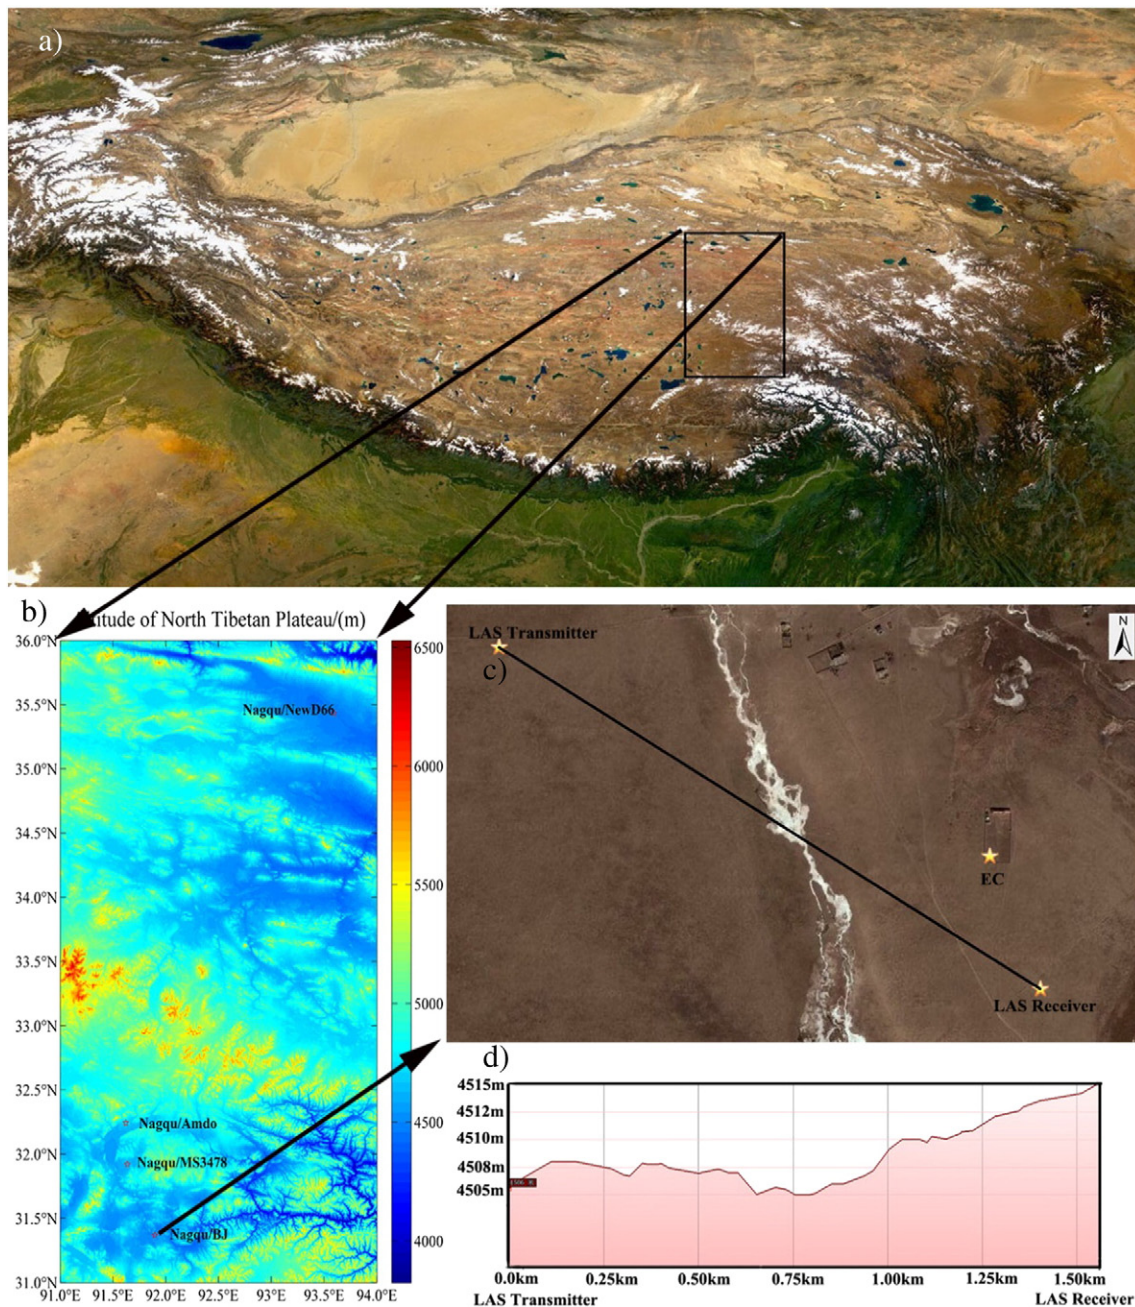 a)
b)
itude of North Tibetan Plateau/(m)
36.0°N
35.5°N
35.0°N
34.5°N
34.0°N
33.5°N
33.0°N
32.5°N
32.0°N
31.5°N
31.0°N
91.0°E
92.0°E
92.5°E
93.0°E
93.5°E
94.0°E
Nagqu/NewD66
Nagqu/Amdo
Nagqu/MS3478
Nagqu/BJ
6500
6000
5500
5000
4500
4000
LAS Transmitter
c)
N
EC
LAS Receiver
d)
4515m
4512m
4510m
4508m
4505m
0.0km
0.25km
0.50km
0.75km
1.00km
1.25km
1.50km
LAS Transmitter
LAS Receiver